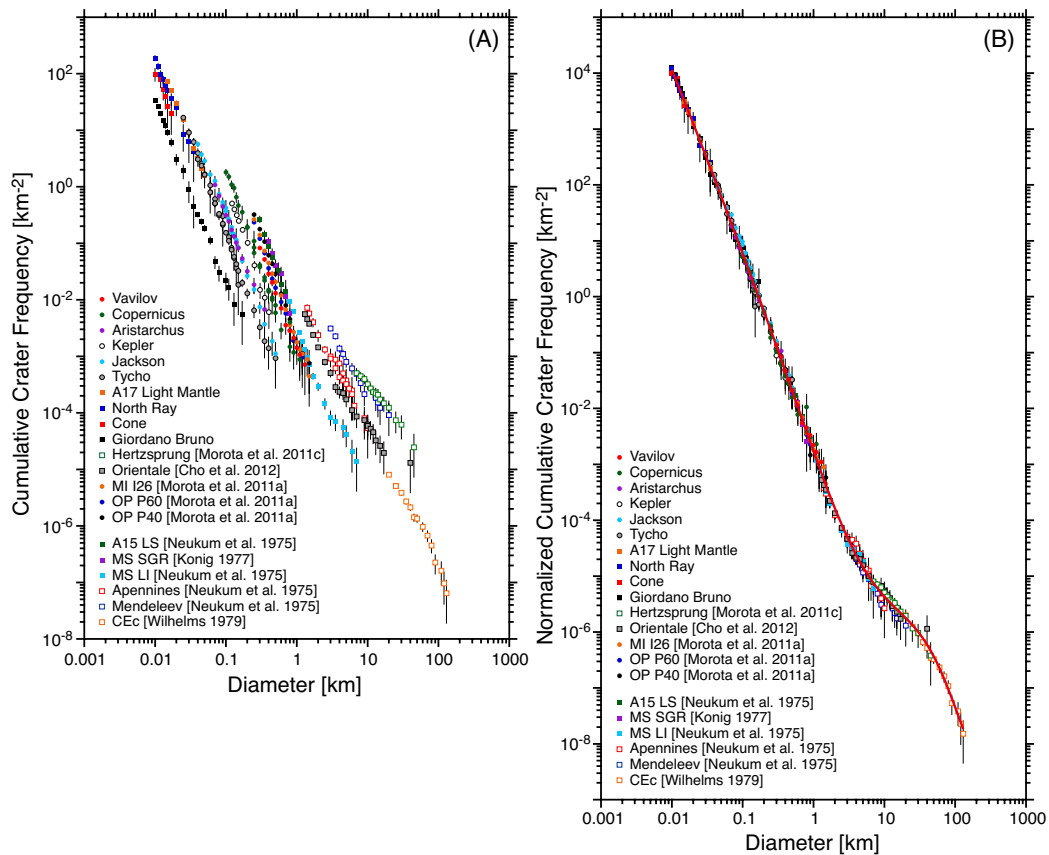 (A)
Cumulative Crater Frequency [km-2]
10^2
10^0
10^-2
10^-4
10^-6
10^-8
Vavilov
Copernicus
Aristarchus
Kepler
Jackson
Tycho
A17 Light Mantle
North Ray
Cone
Giordano Bruno
Hertzsprung [Morota et al. 2011c]
Orientale [Cho et al. 2012]
MI I26 [Morota et al. 2011a]
OP P60 [Morota et al. 2011a]
OP P40 [Morota et al. 2011a]
A15 LS [Neukum et al. 1975]
MS SGR [Konig 1977]
MS LI [Neukum et al. 1975]
Apennines [Neukum et al. 1975]
Mendeleev [Neukum et al. 1975]
CEc [Wilhelms 1979]
0.001 0.01 0.1 1 10 100 1000
Diameter [km]
(B)
Normalized Cumulative Crater Frequency [km-2]
10^4
10^2
10^0
10^-2
10^-4
10^-6
10^-8
Vavilov
Copernicus
Aristarchus
Kepler
Jackson
Tycho
A17 Light Mantle
North Ray
Cone
Giordano Bruno
Hertzsprung [Morota et al. 2011c]
Orientale [Cho et al. 2012]
MI I26 [Morota et al. 2011a]
OP P60 [Morota et al. 2011a]
OP P40 [Morota et al. 2011a]
A15 LS [Neukum et al. 1975]
MS SGR [Konig 1977]
MS LI [Neukum et al. 1975]
Apennines [Neukum et al. 1975]
Mendeleev [Neukum et al. 1975]
CEc [Wilhelms 1979]
0.001 0.01 0.1 1 10 100 1000
Diameter [km]